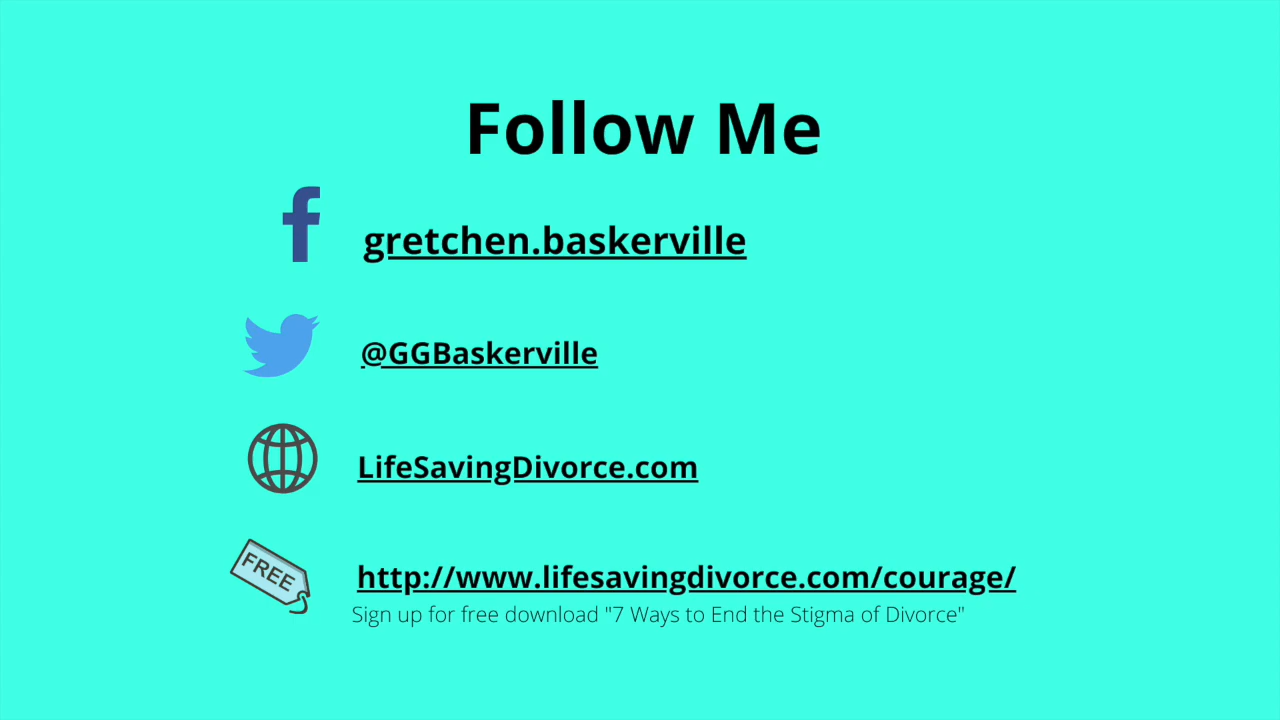 Follow Me
gretchen.baskerville
@GGBaskerville
LifeSavingDivorce.com
FREE
http://www.lifesavingdivorce.com/courage/
Sign up for free download "7 Ways to End the Stigma of Divorce"